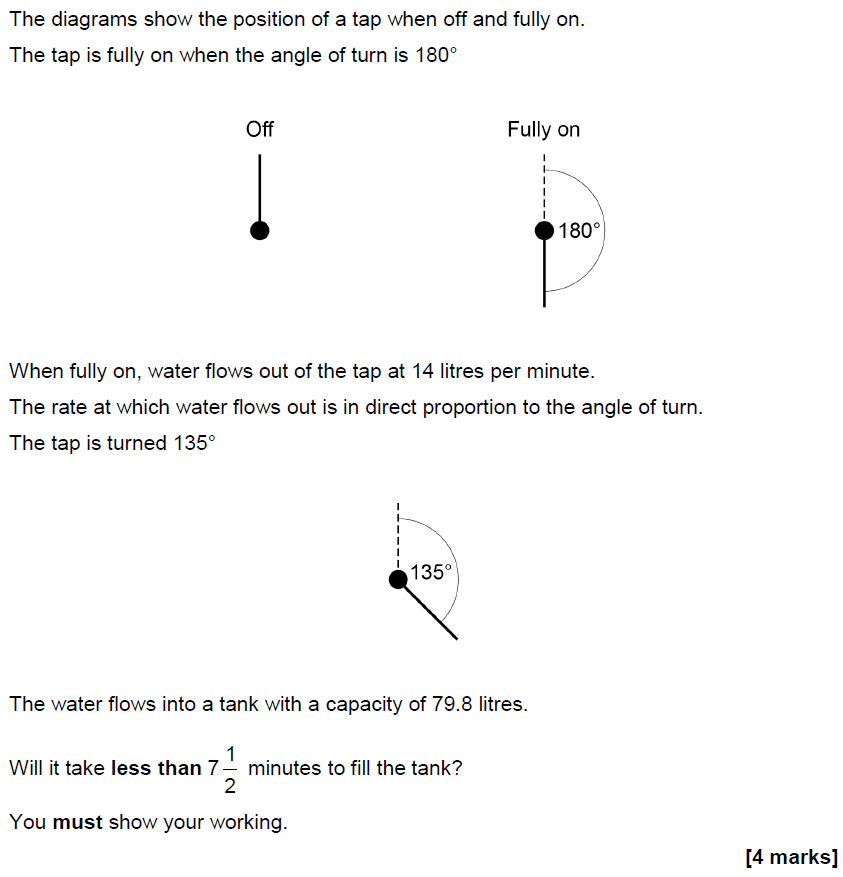 The diagrams show the position of a tap when off and fully on.
The tap is fully on when the angle of turn is 180°
Off
Fully on
180°
When fully on, water flows out of the tap at 14 litres per minute.
The rate at which water flows out is in direct proportion to the angle of turn.
The tap is turned 135°
135°
The water flows into a tank with a capacity of 79.8 litres.
Will it take less than 7 1/2 minutes to fill the tank?
You must show your working.
[4 marks]